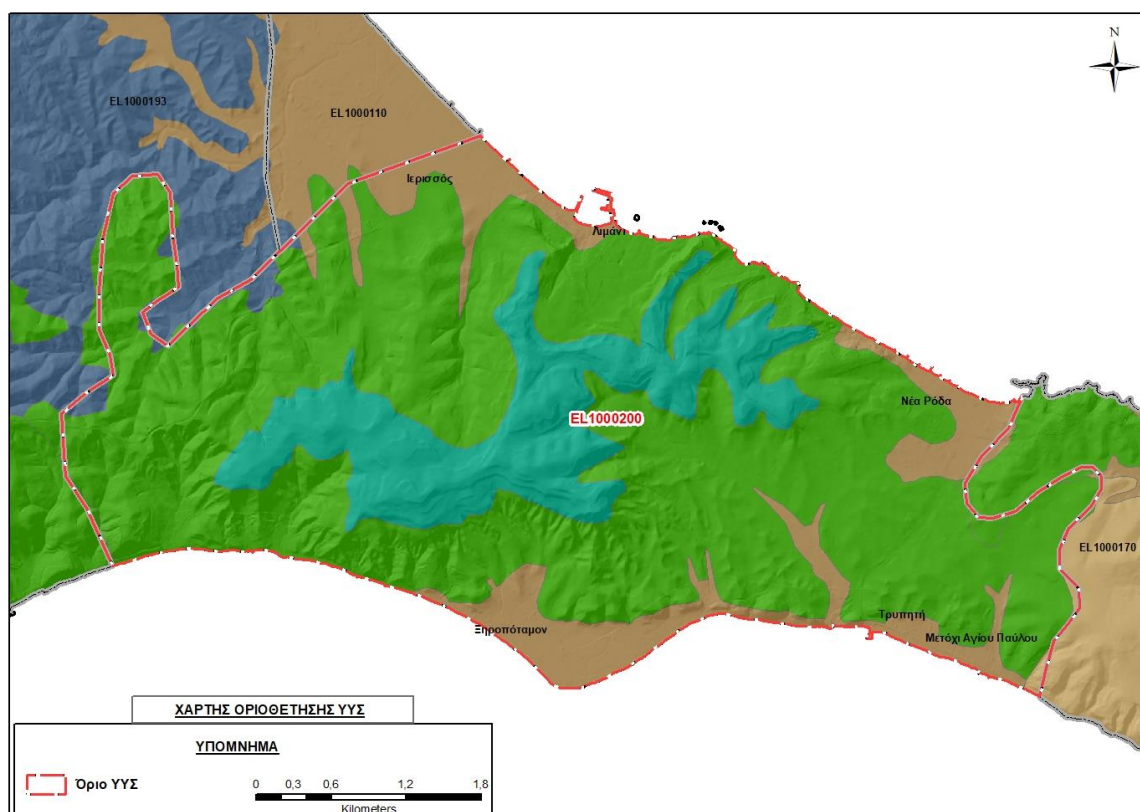 N
EL1000193
EL1000110
Ιερισσός
Λιμάνι
Νέα Ρόδα
EL1000200
EL1000170
Τρυπητή
Ξηροπόταμον
Μετόχι Αγίου Παύλου
ΧΑΡΤΗΣ ΟΡΙΟΘΕΤΗΣΗΣ ΥΥΣ
ΥΠΟΜΝΗΜΑ
Όριο ΥΥΣ
0 0,3 0,6 1,2 1,8
Kilometers